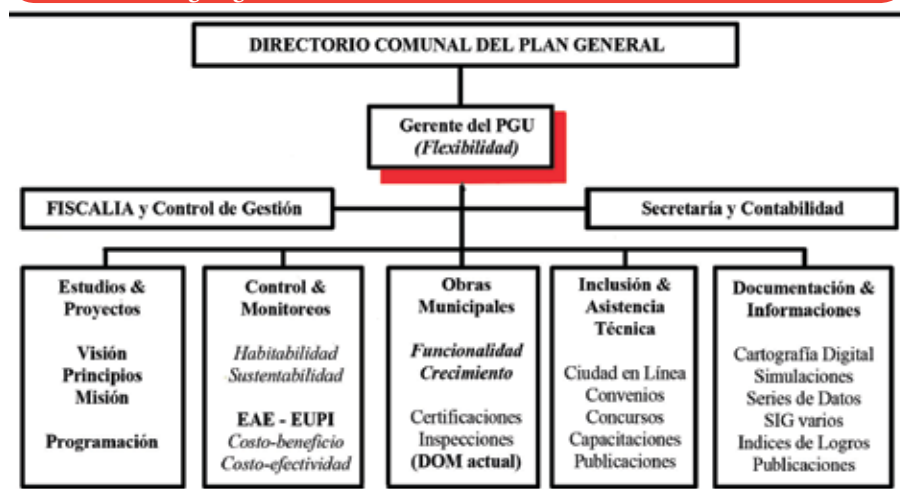 DIRECTORIO COMUNAL DEL PLAN GENERAL
Gerente del PGU
(Flexibilidad)
FISCALIA y Control de Gestión
Secretaría y Contabilidad
Estudios &
Proyectos
Visión
Principios
Misión
Programación
Control &
Monitoreos
Habitabilidad
Sustentabilidad
EAE - EUPI
Costo-beneficio
Costo-efectividad
Obras
Municipales
Funcionalidad
Crecimiento
Certificaciones
Inspecciones
(DOM actual)
Inclusión &
Asistencia
Técnica
Ciudad en Línea
Convenios
Concursos
Capacitaciones
Publicaciones
Documentación &
Informaciones
Cartografía Digital
Simulaciones
Series de Datos
SIG varios
Indices de Logros
Publicaciones